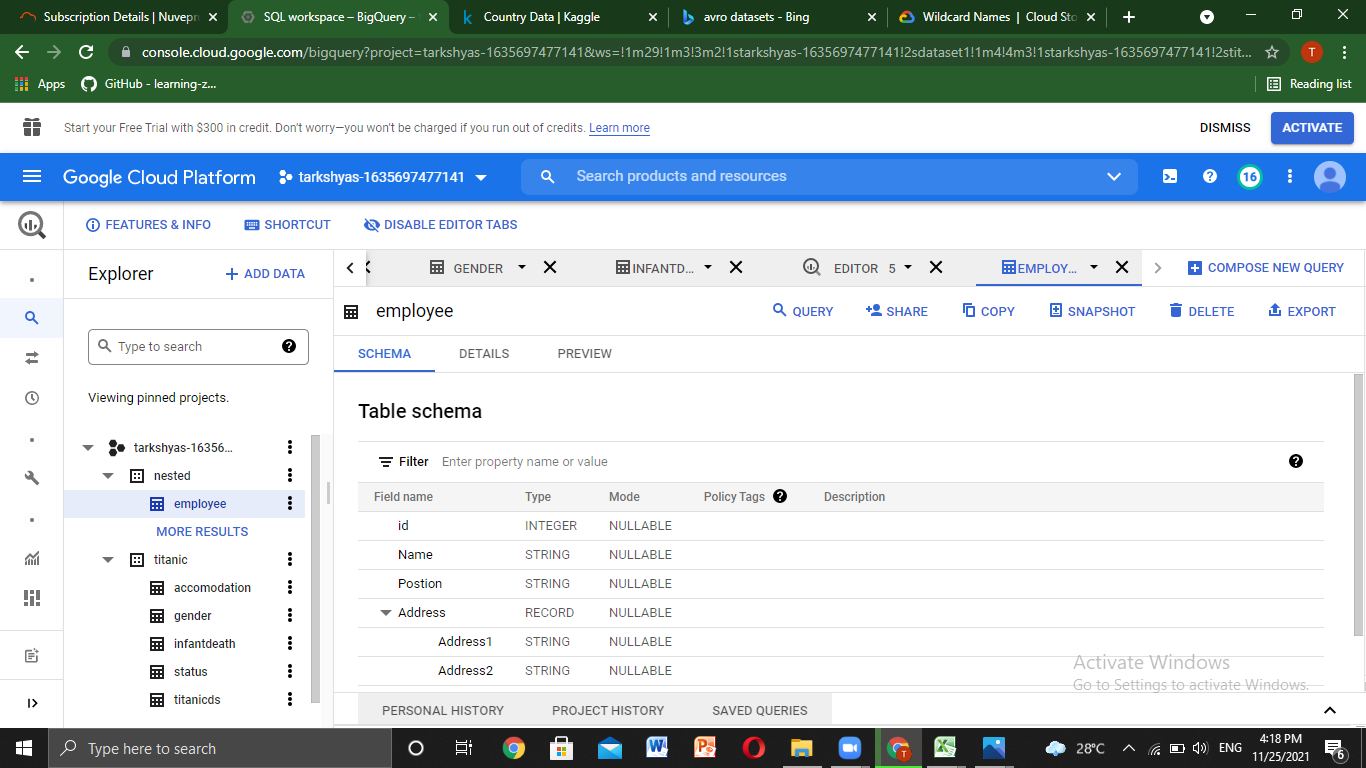 Subscription Details | Nuvepr
SQL workspace – BigQuery –
Country Data | Kaggle
avro datasets - Bing
Wildcard Names | Cloud Sto
console.cloud.google.com/bigquery?project=tarkshyas-1635697477141&ws=!1m29!1m3!3m2!1starkshyas-1635697477141!2sdataset1!1m4!4m3!1starkshyas-1635697477141!2stit...
T
Apps
GitHub - learning-z...
Reading list
Start your Free Trial with $300 in credit. Don't worry—you won't be charged if you run out of credits. Learn more
DISMISS
ACTIVATE
Google Cloud Platform
tarkshyas-1635697477141
Search products and resources
16
FEATURES & INFO
SHORTCUT
DISABLE EDITOR TABS
Explorer
+ ADD DATA
GENDER
INFANTD...
EDITOR 5
EMPLOY...
COMPOSE NEW QUERY
employee
QUERY
SHARE
COPY
SNAPSHOT
DELETE
EXPORT
Type to search
SCHEMA
DETAILS
PREVIEW
Viewing pinned projects.
tarkshyas-16356...
nested
employee
MORE RESULTS
titanic
accomodation
gender
infantdeath
status
titanicds
Table schema
Filter Enter property name or value
Field name Type Mode Policy Tags Description
id INTEGER NULLABLE
Name STRING NULLABLE
Postion STRING NULLABLE
Address RECORD NULLABLE
Address1 STRING NULLABLE
Address2 STRING NULLABLE
Activate Windows
Go to Settings to activate Windows.
PERSONAL HISTORY
PROJECT HISTORY
SAVED QUERIES
Type here to search
T
28°C
ENG
4:18 PM
11/25/2021
6